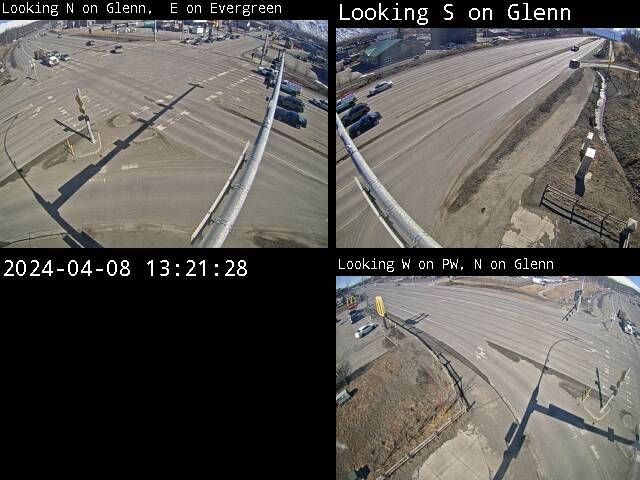 Looking N on Glenn,  E on Evergreen
Looking S on Glenn
2024-04-08 13:21:28
Looking W on PW, N on Glenn